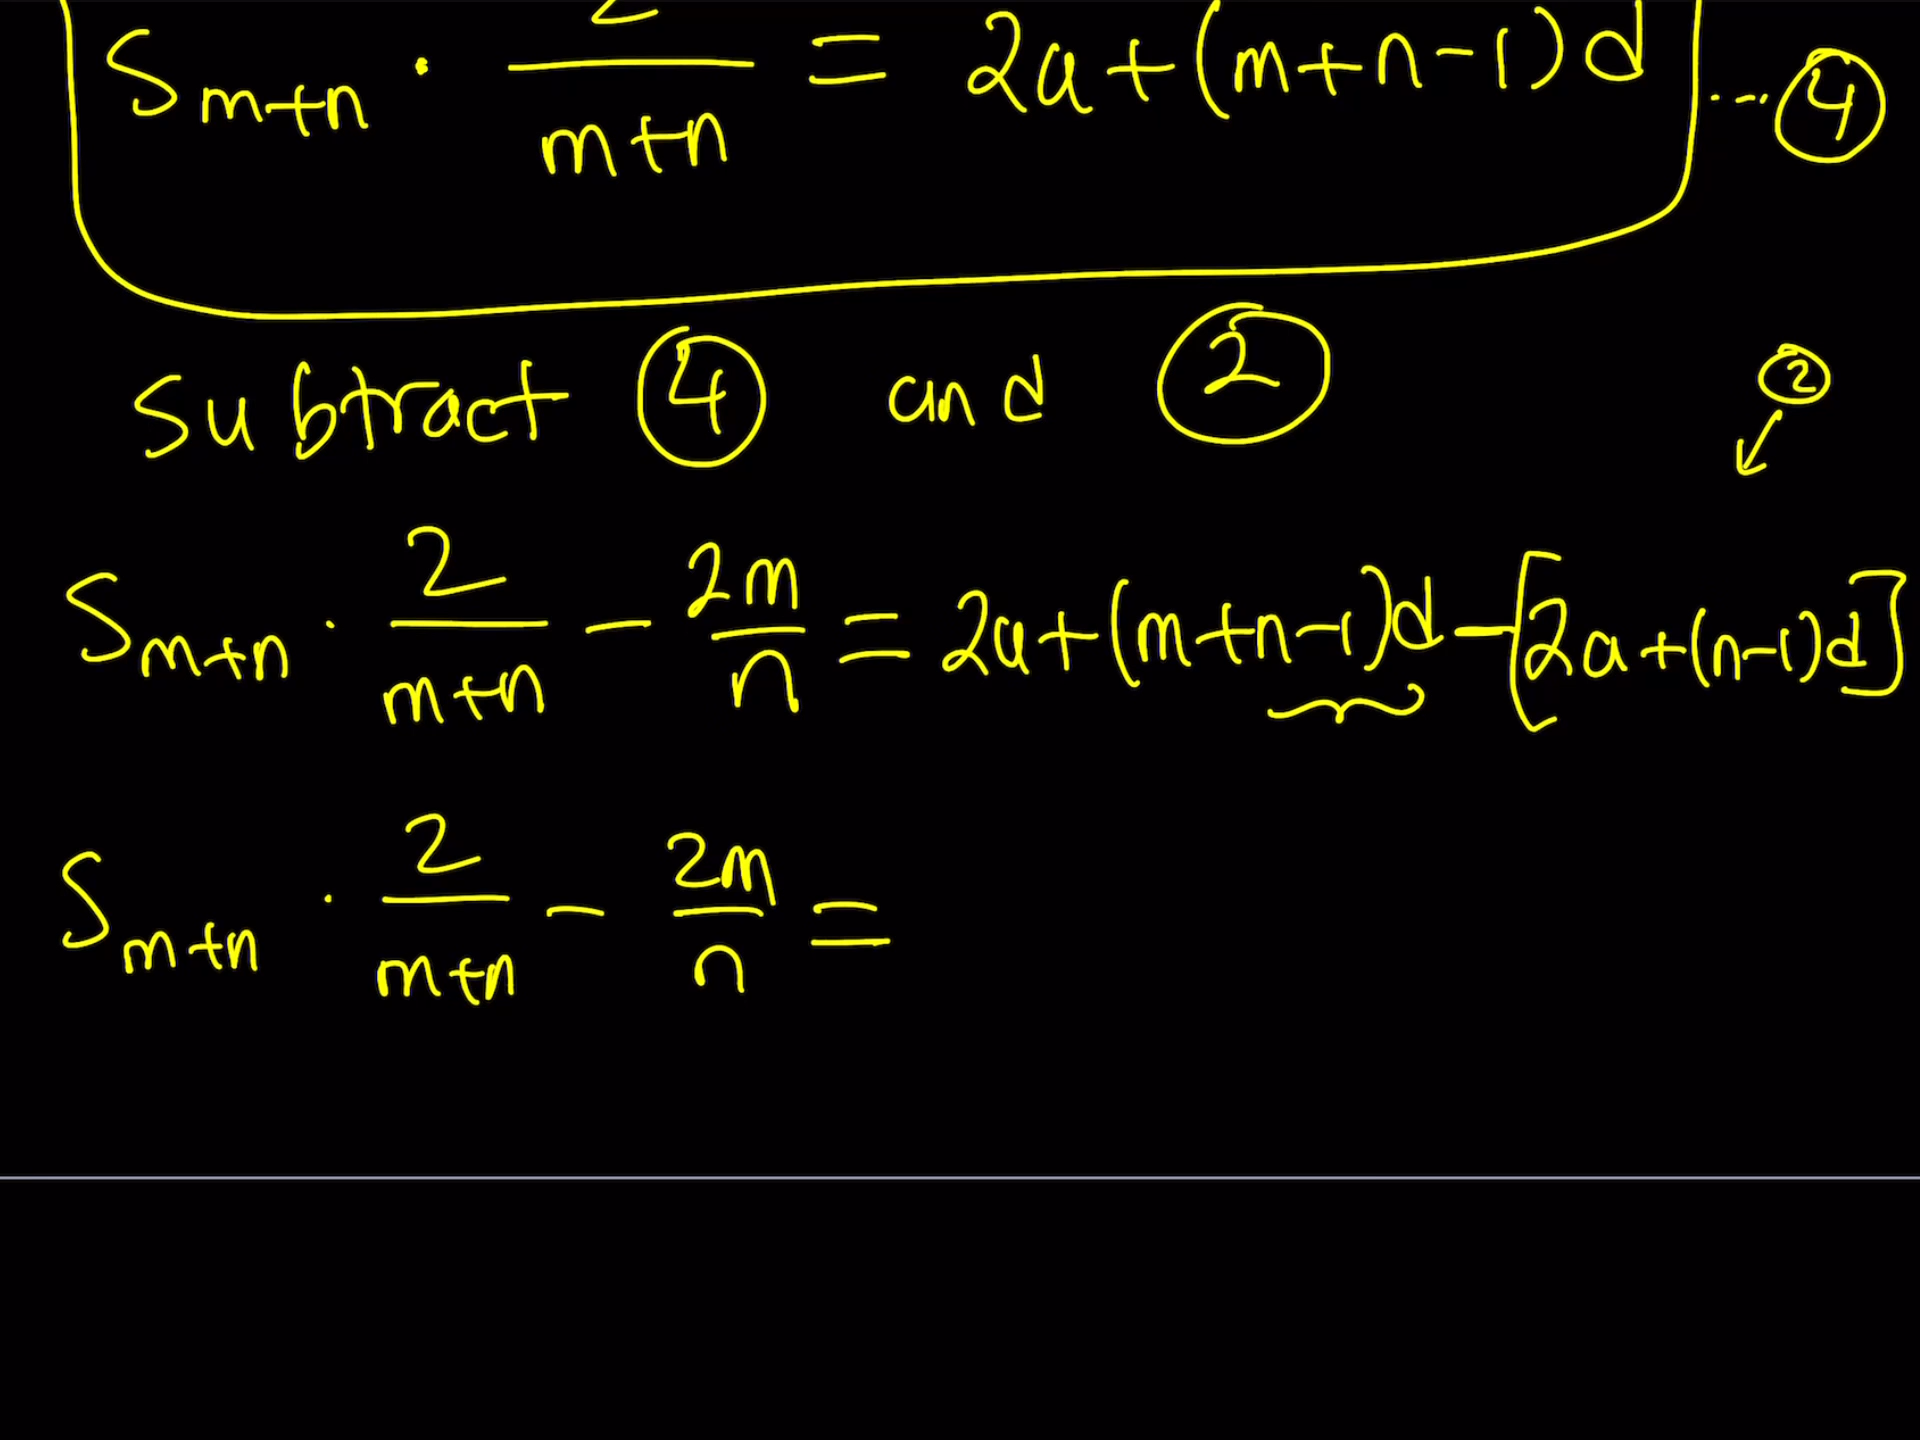 S_{m+n} · 2/(m+n) = 2a+(m+n-1)d ... ④
subtract ④ and ②
②
S_{m+n} · 2/(m+n) - 2m/n = 2a+(m+n-1)d - [2a+(n-1)d]
S_{m+n} · 2/(m+n) - 2m/n =